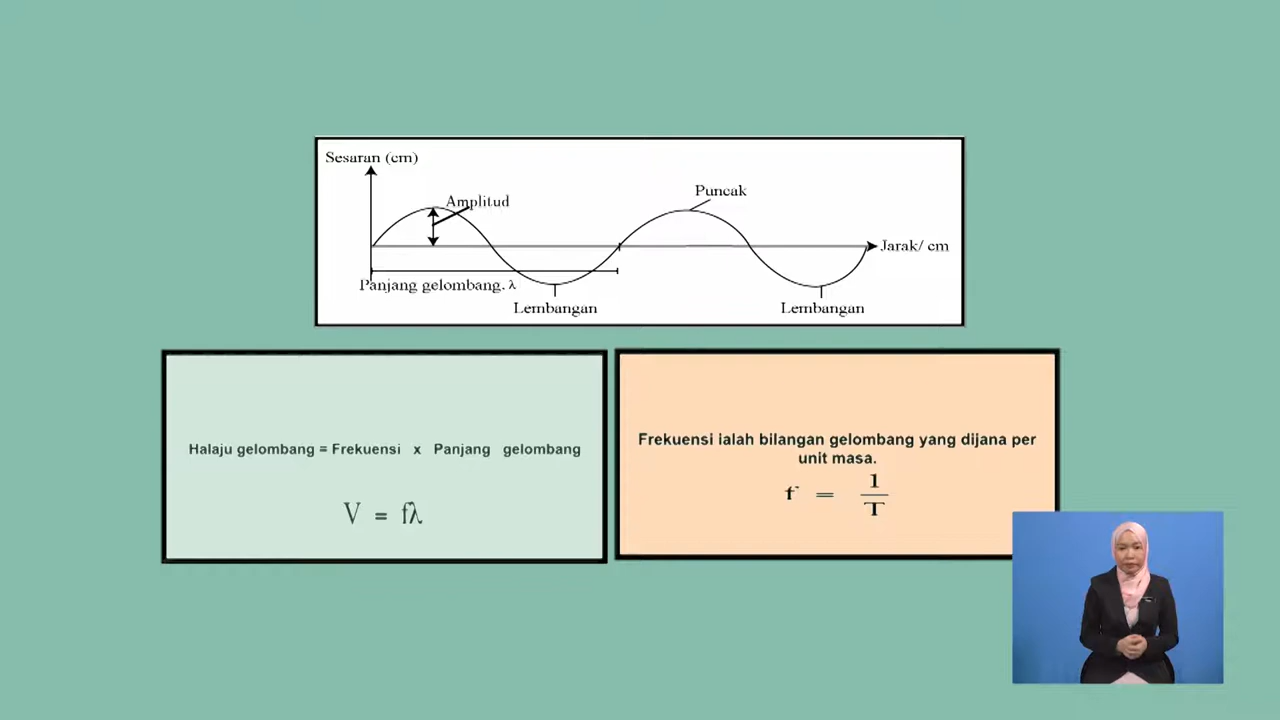 Sesaran (cm)
Amplitud
Puncak
Jarak/ cm
Panjang gelombang, λ
Lembangan
Lembangan
Halaju gelombang = Frekuensi x Panjang gelombang
V = fλ
Frekuensi ialah bilangan gelombang yang dijana per
unit masa.
f = 1/T